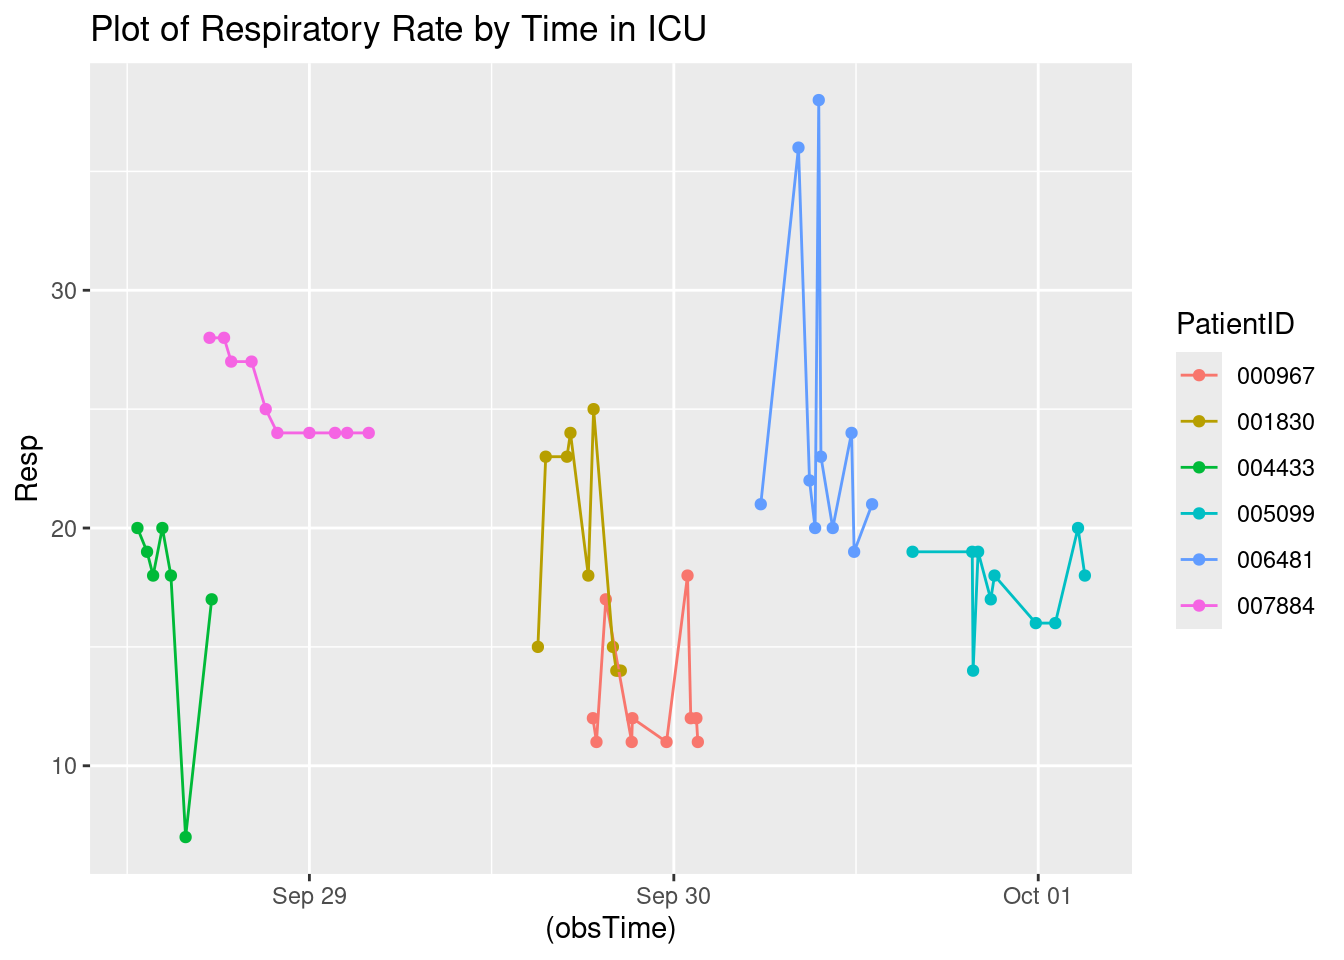 Plot of Respiratory Rate by Time in ICU
Resp
30
20
10
Sep 29
Sep 30
Oct 01
(obsTime)
PatientID
000967
001830
004433
005099
006481
007884